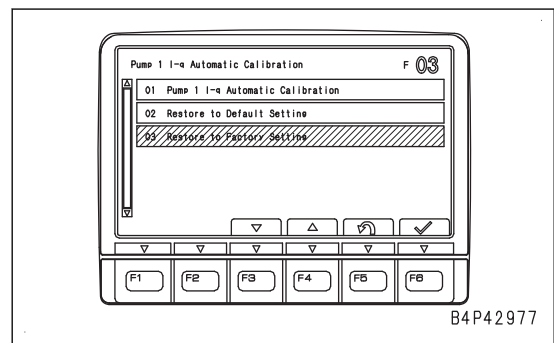 Pump 1 I-q Automatic Calibration F 03
01 Pump 1 I-q Automatic Calibration
02 Restore to Default Setting
03 Restore to Factory Setting
F1 F2 F3 F4 F5 F6
B4P42977